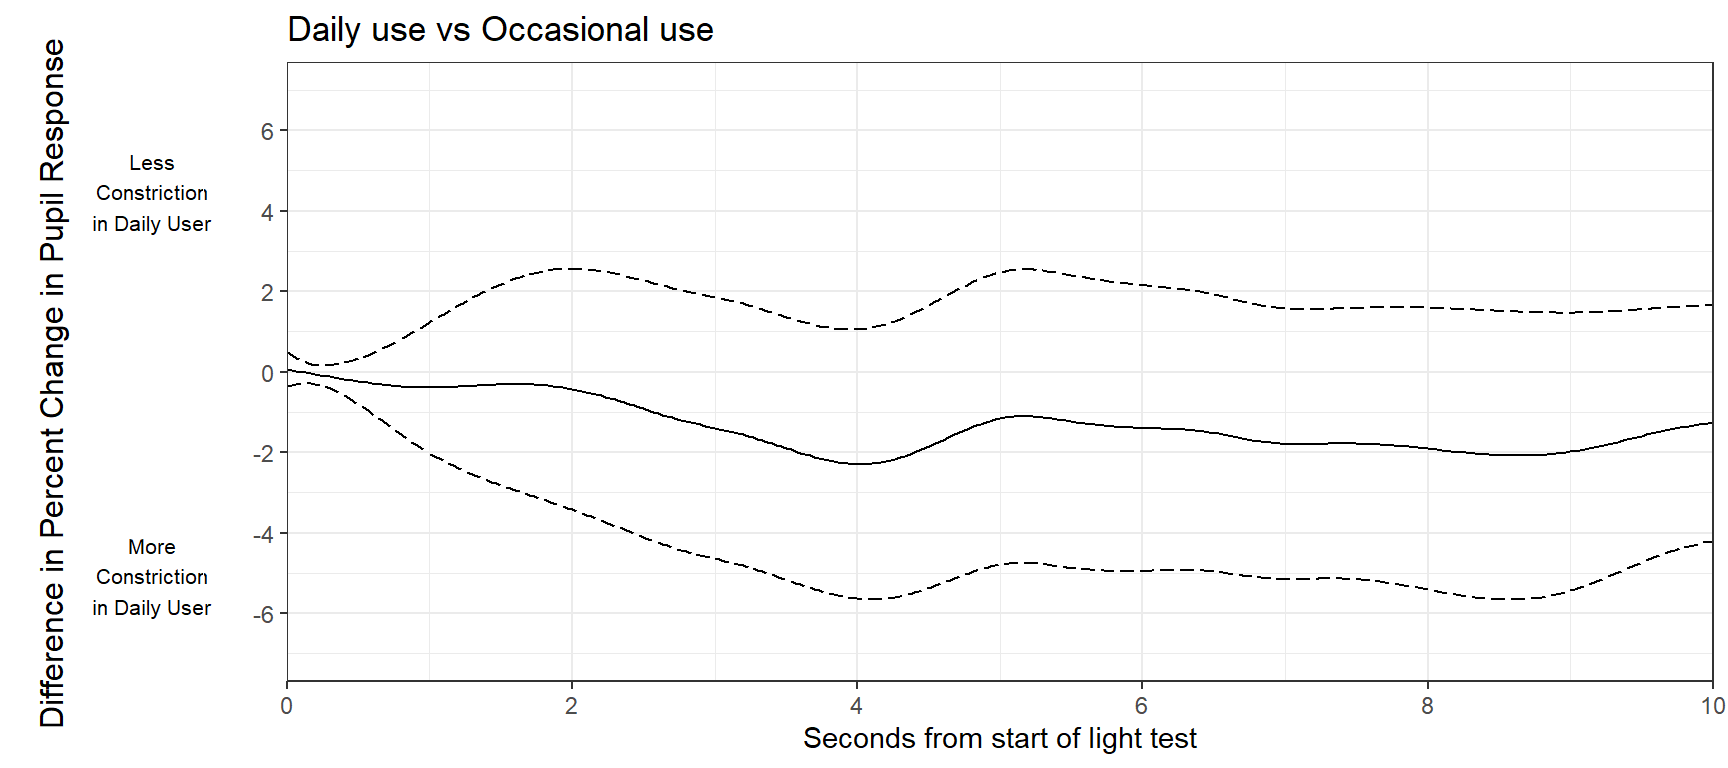 Daily use vs Occasional use
Difference in Percent Change in Pupil Response
Less
Constriction
in Daily User
More
Constriction
in Daily User
6
4
2
0
-2
-4
-6
0 2 4 6 8 10
Seconds from start of light test